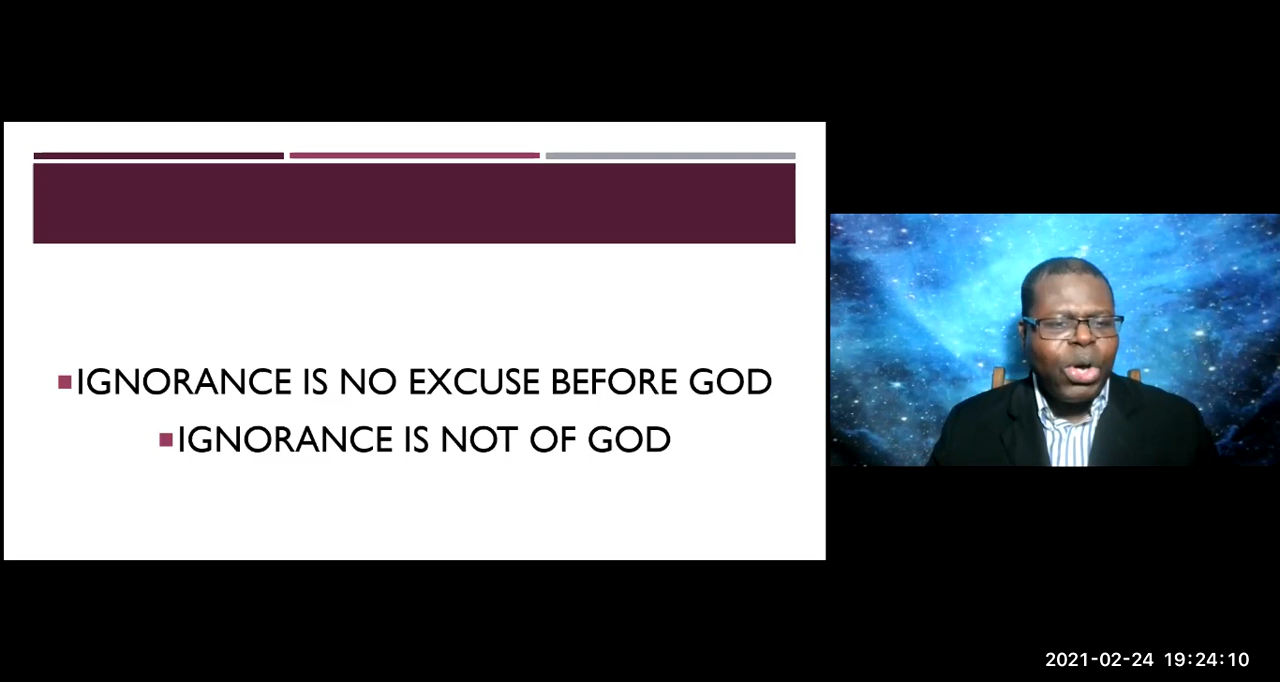 IGNORANCE IS NO EXCUSE BEFORE GOD
IGNORANCE IS NOT OF GOD
2021-02-24 19:24:10